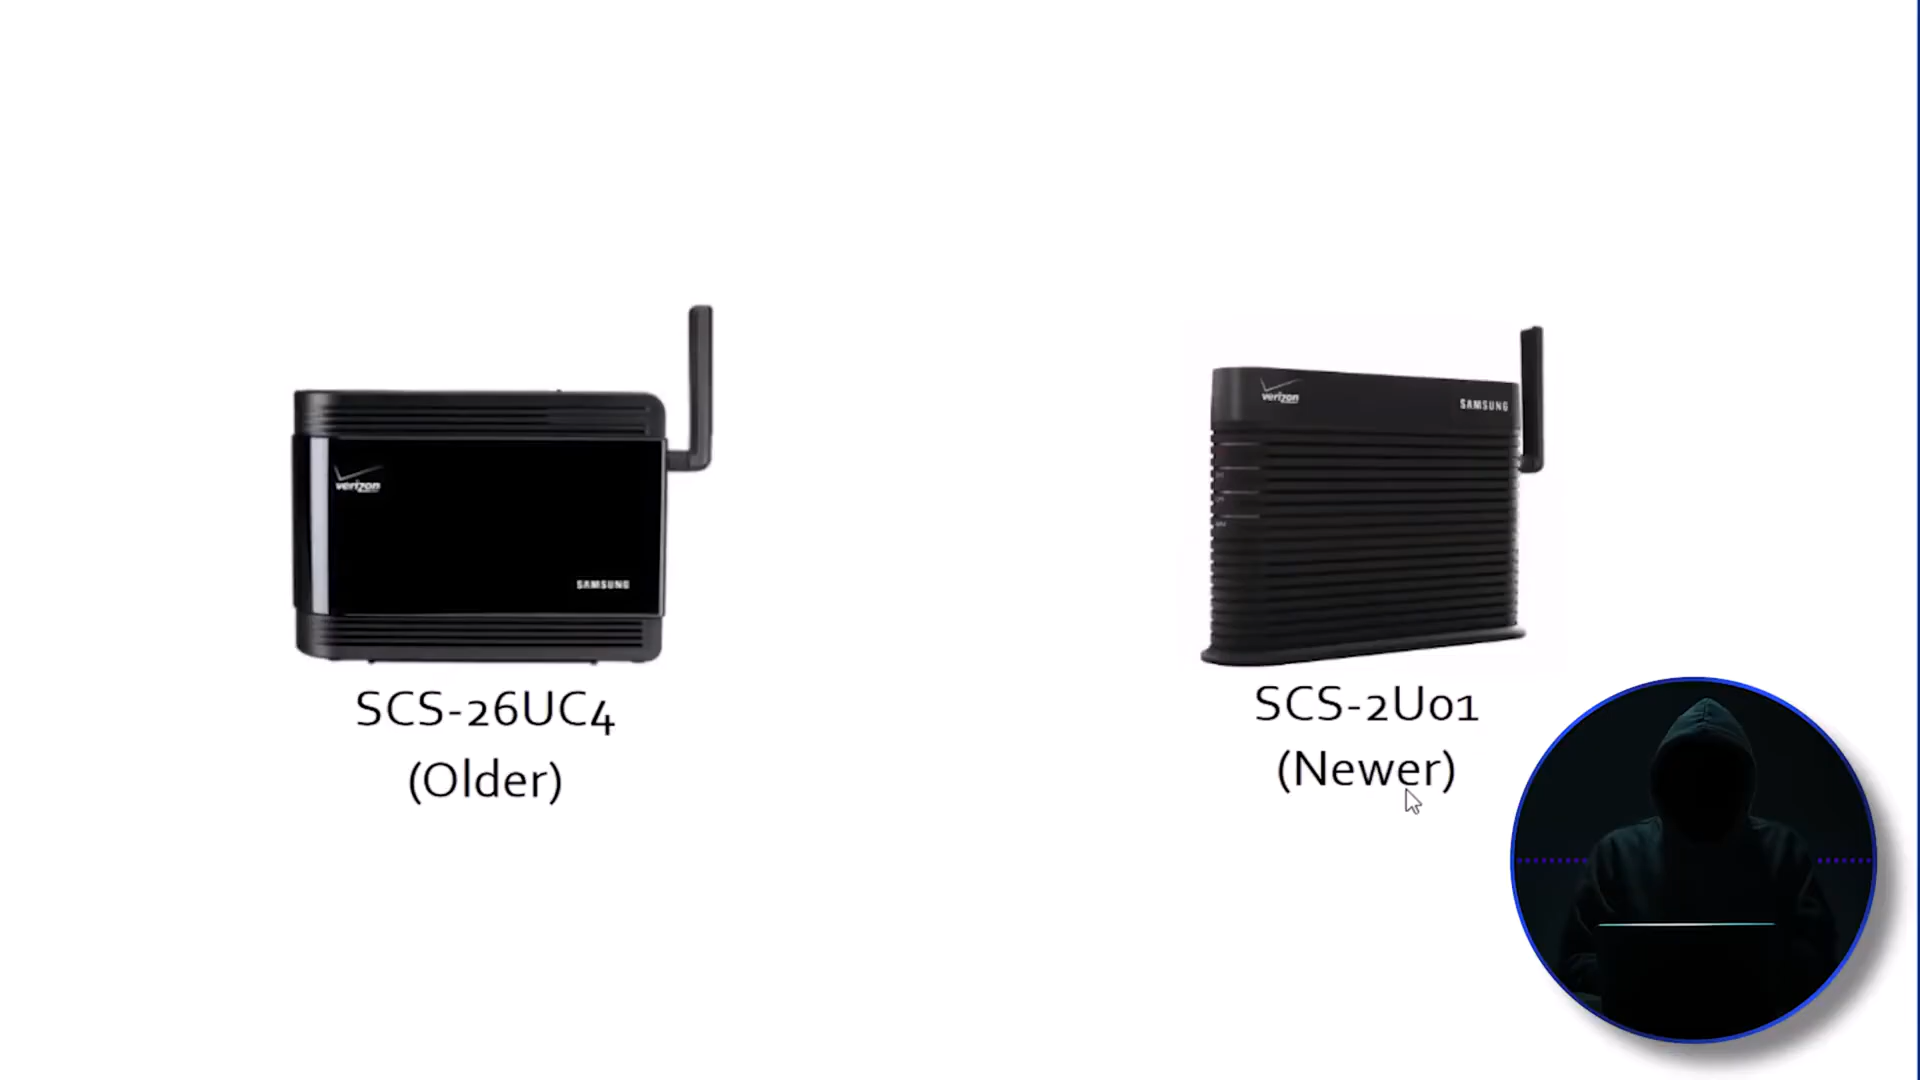 verizon
SAMSUNG
SCS-26UC4
(Older)
verizon
SAMSUNG
SCS-2U01
(Newer)